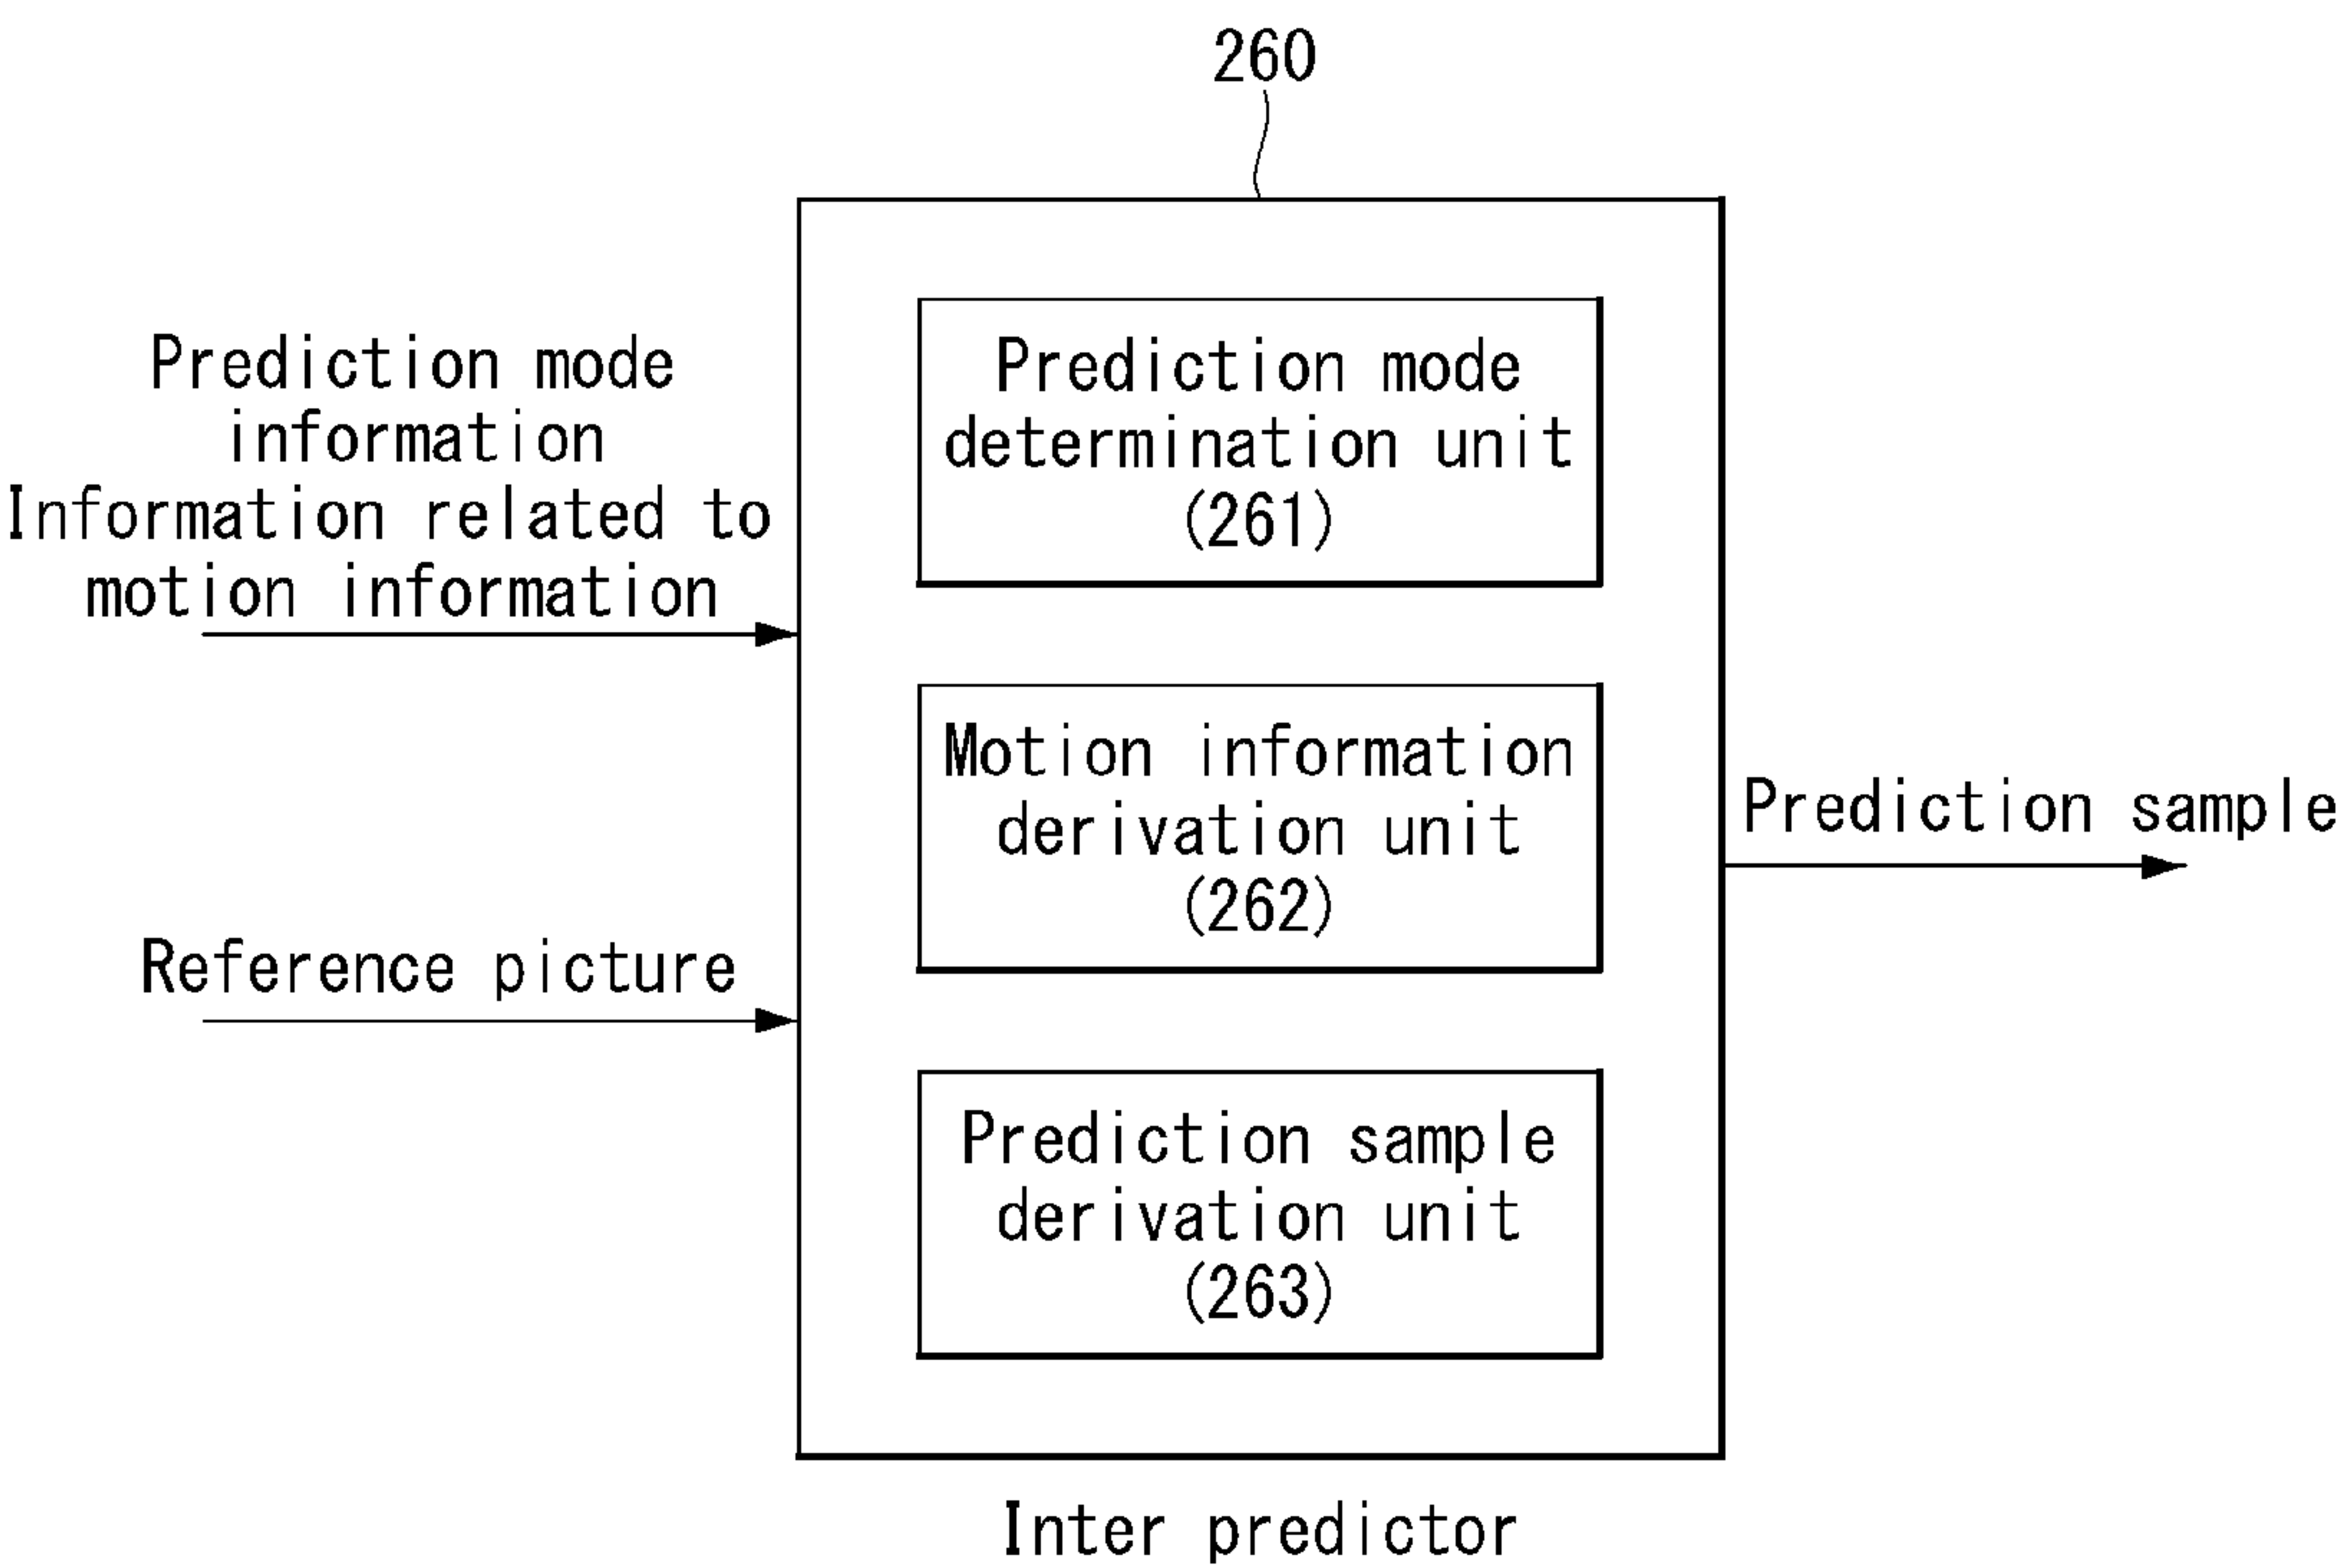 260
Prediction mode
information
Information related to
motion information
Reference picture
Prediction mode
determination unit
(261)
Motion information
derivation unit
(262)
Prediction sample
derivation unit
(263)
Prediction sample
Inter predictor